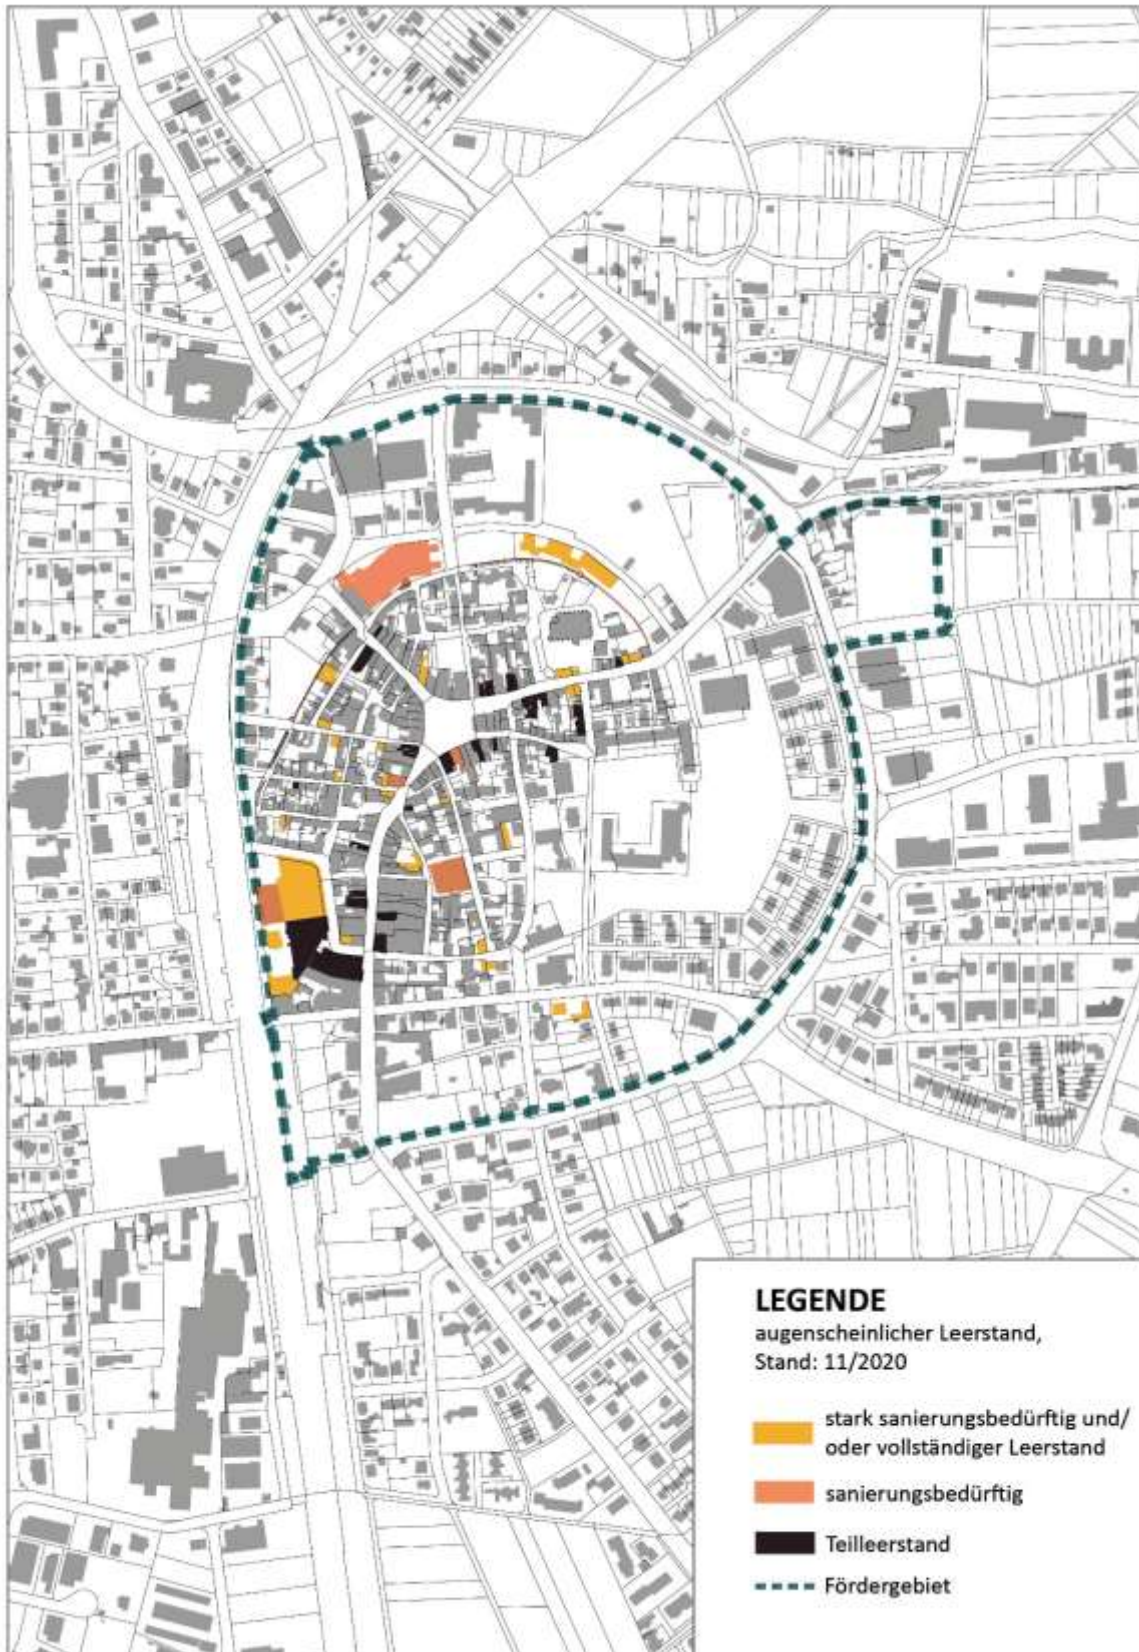 LEGENDE
augenscheinlicher Leerstand,
Stand: 11/2020
stark sanierungsbedürftig und/
oder vollständiger Leerstand
sanierungsbedürftig
Teilleerstand
Fördergebiet